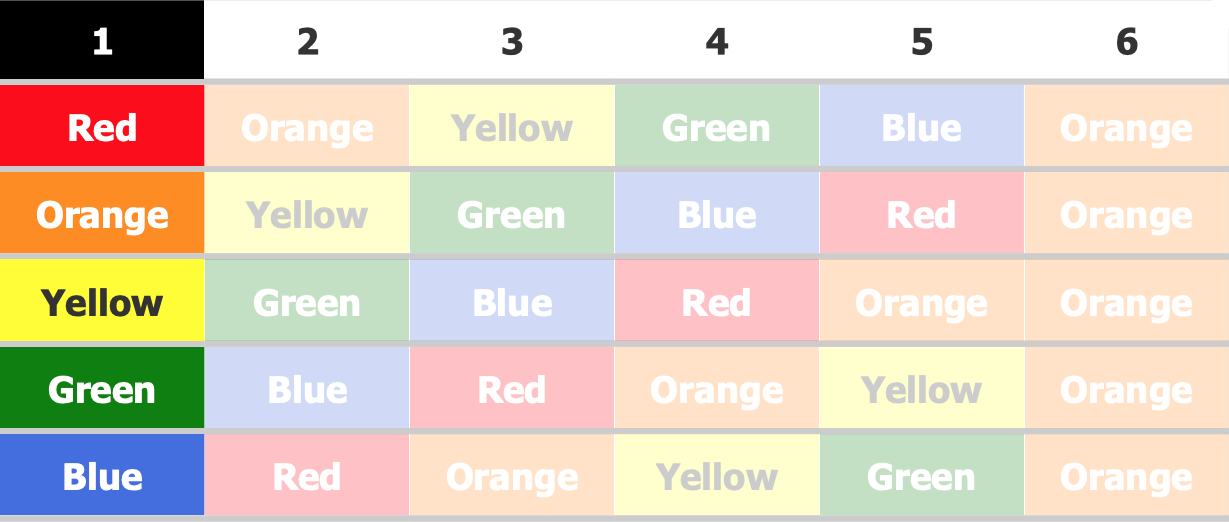 1 2 3 4 5 6
Red Orange Yellow Green Blue Orange
Orange Yellow Green Blue Red Orange
Yellow Green Blue Red Orange Orange
Green Blue Red Orange Yellow Orange
Blue Red Orange Yellow Green Orange